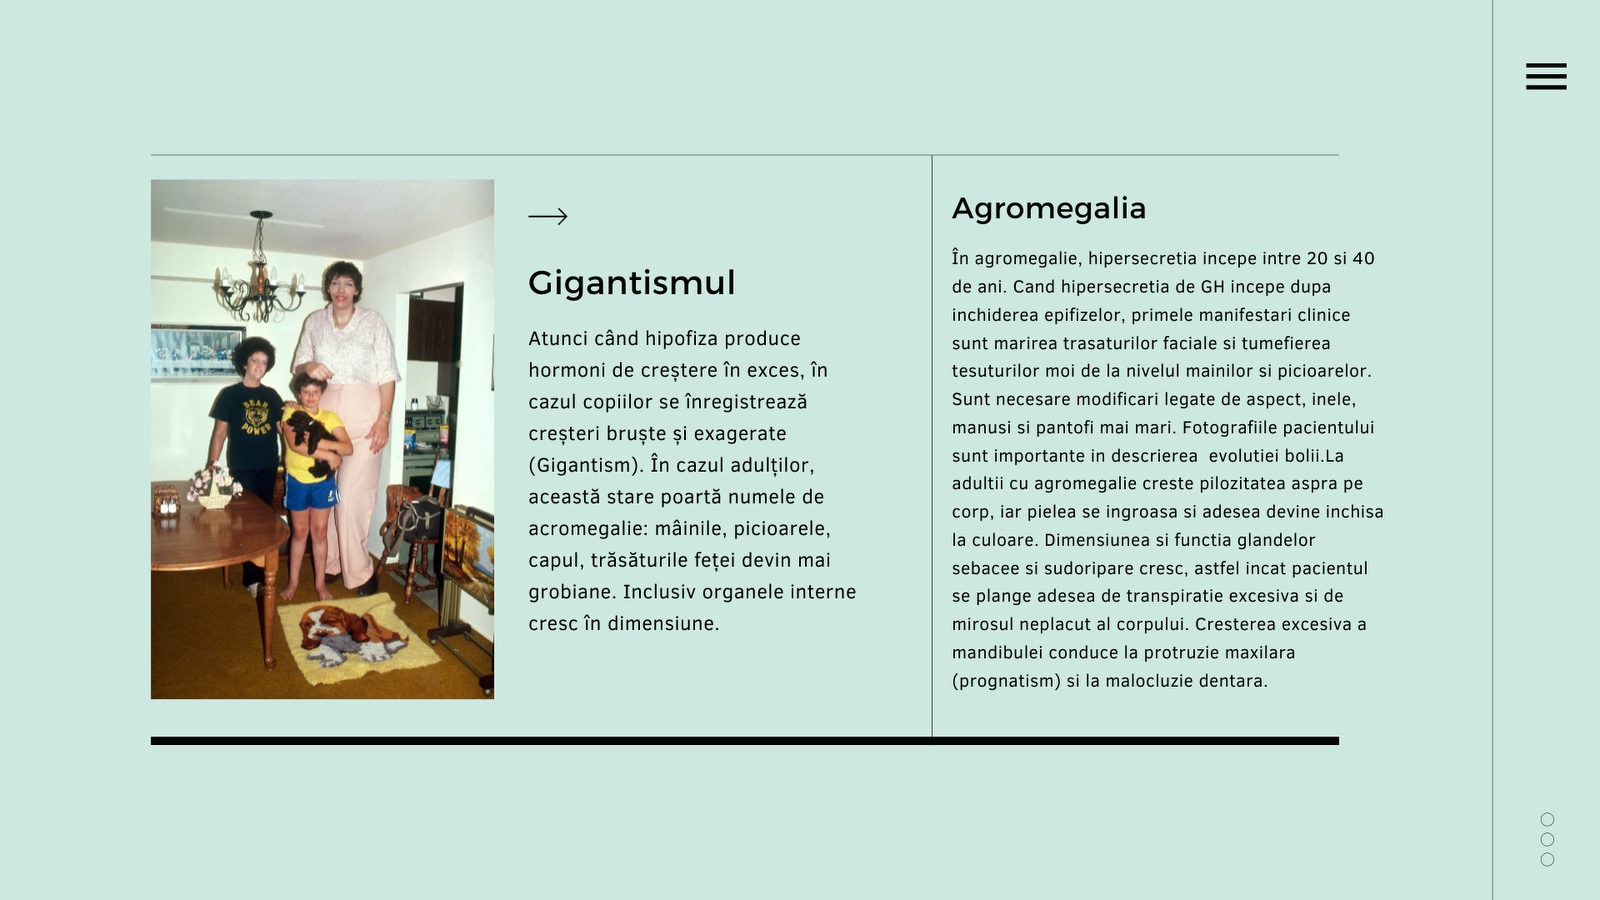 Gigantismul
Atunci când hipofiza produce
hormoni de creștere în exces, în
cazul copiilor se înregistrează
creșteri bruște și exagerate
(Gigantism). În cazul adulților,
această stare poartă numele de
acromegalie: mâinile, picioarele,
capul, trăsăturile feței devin mai
grobiane. Inclusiv organele interne
cresc în dimensiune.
Agromegalia
În agromegalie, hipersecretia incepe intre 20 si 40
de ani. Cand hipersecretia de GH incepe dupa
inchiderea epifizelor, primele manifestari clinice
sunt marirea trasaturilor faciale si tumefierea
tesuturilor moi de la nivelul mainilor si picioarelor.
Sunt necesare modificari legate de aspect, inele,
manusi si pantofi mai mari. Fotografiile pacientului
sunt importante in descrierea  evolutiei bolii.La
adultii cu agromegalie creste pilozitatea aspra pe
corp, iar pielea se ingroasa si adesea devine inchisa
la culoare. Dimensiunea si functia glandelor
sebacee si sudoripare cresc, astfel incat pacientul
se plange adesea de transpiratie excesiva si de
mirosul neplacut al corpului. Cresterea excesiva a
mandibulei conduce la protruzie maxilara
(prognatism) si la malocluzie dentara.
BEAR
POWER